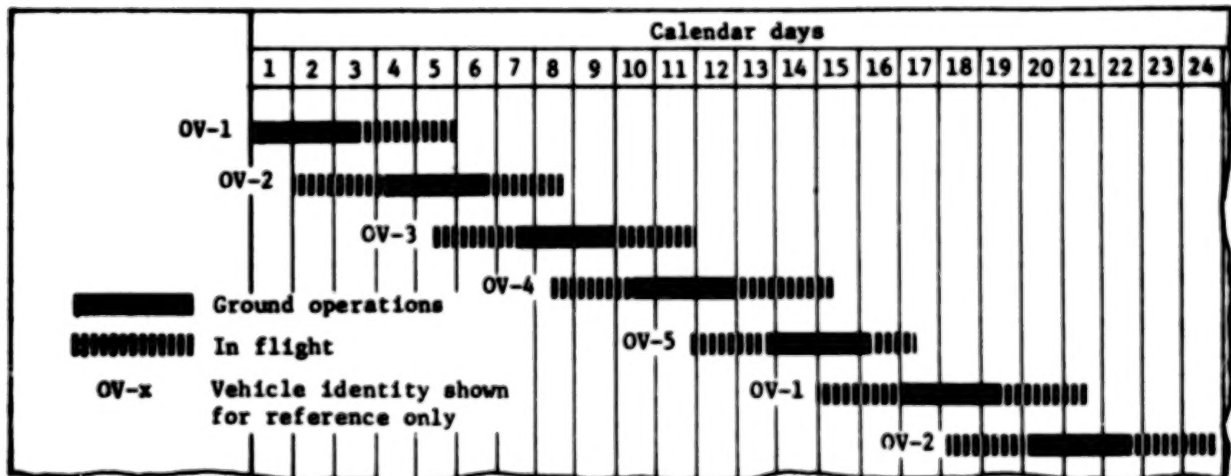 Calendar days
1 2 3 4 5 6 7 8 9 10 11 12 13 14 15 16 17 18 19 20 21 22 23 24
OV-1
OV-2
OV-3
OV-4
Ground operations
OV-5
In flight
OV-x Vehicle identity shown
OV-1
for reference only
OV-2